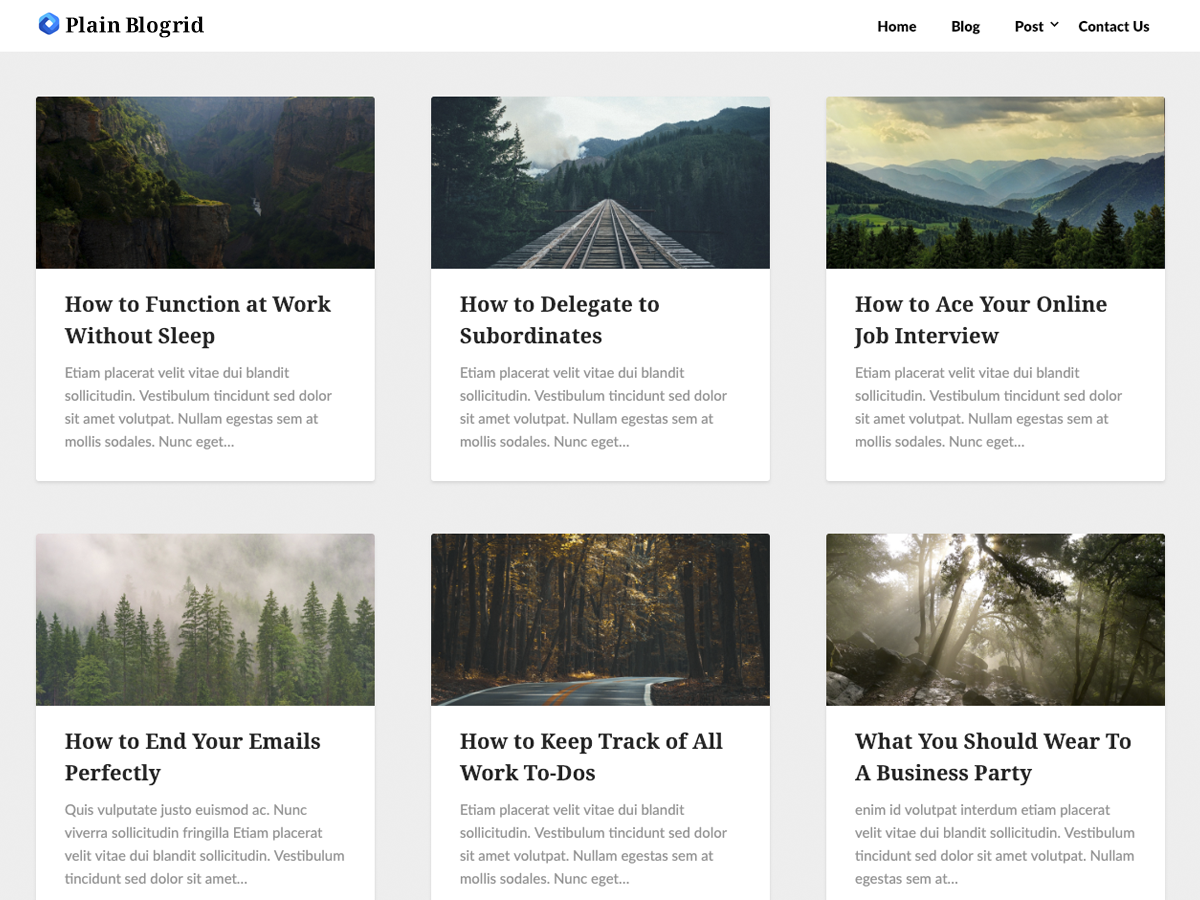 Plain Blogrid
Home Blog Post Contact Us
How to Function at Work
Without Sleep
Etiam placerat velit vitae dui blandit
sollicitudin. Vestibulum tincidunt sed dolor
sit amet volutpat. Nullam egestas sem at
mollis sodales. Nunc eget...
How to Delegate to
Subordinates
Etiam placerat velit vitae dui blandit
sollicitudin. Vestibulum tincidunt sed dolor
sit amet volutpat. Nullam egestas sem at
mollis sodales. Nunc eget...
How to Ace Your Online
Job Interview
Etiam placerat velit vitae dui blandit
sollicitudin. Vestibulum tincidunt sed dolor
sit amet volutpat. Nullam egestas sem at
mollis sodales. Nunc eget...
How to End Your Emails
Perfectly
Quis vulputate justo euismod ac. Nunc
viverra sollicitudin fringilla Etiam placerat
velit vitae dui blandit sollicitudin. Vestibulum
tincidunt sed dolor sit amet...
How to Keep Track of All
Work To-Dos
Etiam placerat velit vitae dui blandit
sollicitudin. Vestibulum tincidunt sed dolor
sit amet volutpat. Nullam egestas sem at
mollis sodales. Nunc eget...
What You Should Wear To
A Business Party
enim id volutpat interdum etiam placerat
velit vitae dui blandit sollicitudin. Vestibulum
tincidunt sed dolor sit amet volutpat. Nullam
egestas sem at...